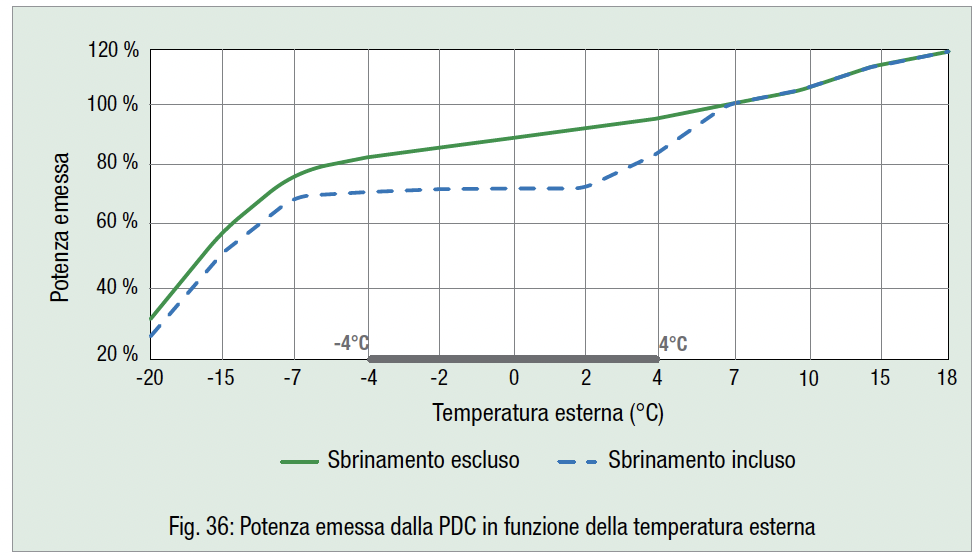 120 %
100 %
80 %
60 %
40 %
20 %
Potenza emessa
-4°C
4°C
-20 -15 -7 -4 -2 0 2 4 7 10 15 18
Temperatura esterna (°C)
Sbrinamento escluso Sbrinamento incluso
Fig. 36: Potenza emessa dalla PDC in funzione della temperatura esterna